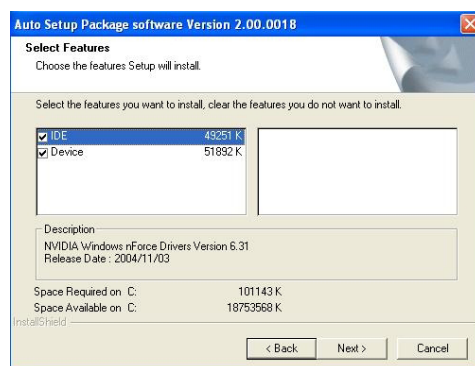 Auto Setup Package software Version 2.00.0018
Select Features
Choose the features Setup will install.
Select the features you want to install, clear the features you do not want to install.
IDE 49251 K
Device 51892 K
Description
NVIDIA Windows nForce Drivers Version 6.31
Release Date : 2004/11/03
Space Required on C: 101143 K
Space Available on C: 18753568 K
InstallShield
< Back Next > Cancel